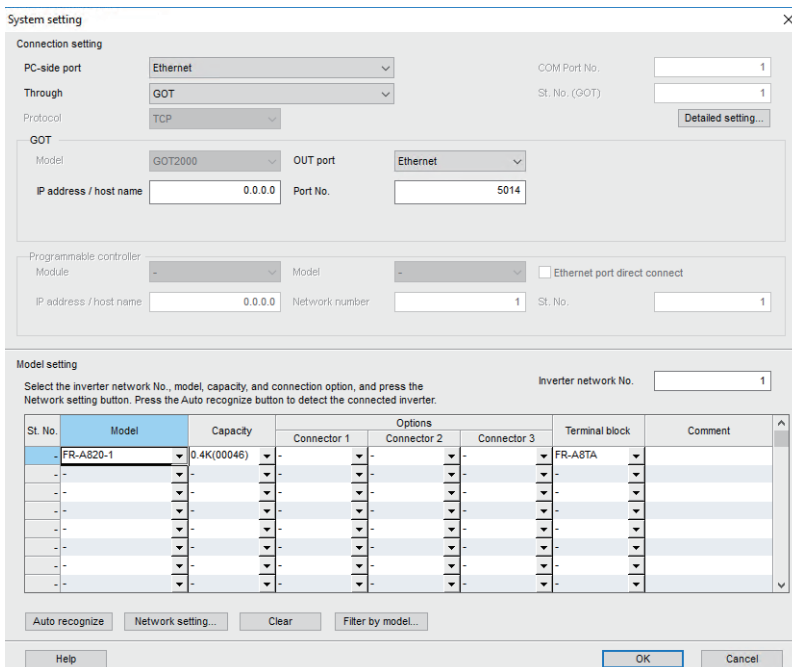 System setting
Connection setting
PC-side port Ethernet COM Port No. 1
Through GOT St. No. (GOT) 1
Protocol TCP Detailed setting...
GOT
Model GOT2000 OUT port Ethernet
IP address / host name 0.0.0.0 Port No. 5014
Programmable controller
Module - Model - Ethernet port direct connect
IP address / host name 0.0.0.0 Network number 1 St. No. 1
Model setting
Select the inverter network No., model, capacity, and connection option, and press the Inverter network No. 1
Network setting button. Press the Auto recognize button to detect the connected inverter.
St. No. Model Capacity Options Terminal block Comment
Connector 1 Connector 2 Connector 3
- FR-A820-1 0.4K(00046) - - - FR-A8TA
- - - - - - -
- - - - - - -
- - - - - - -
- - - - - - -
- - - - - - -
- - - - - - -
- - - - - - -
Auto recognize Network setting... Clear Filter by model...
Help OK Cancel